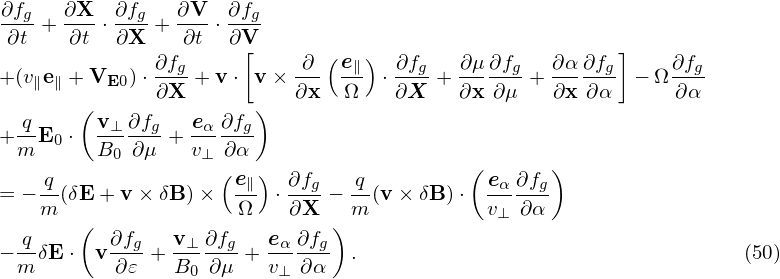 ∂f_g/∂t + ∂X/∂t · ∂f_g/∂X + ∂V/∂t · ∂f_g/∂V
+(v_∥e_∥ + V_E0) · ∂f_g/∂X + v · [v × ∂/∂x (e_∥/Ω) · ∂f_g/∂X + ∂μ/∂x ∂f_g/∂μ + ∂α/∂x ∂f_g/∂α] − Ω ∂f_g/∂α
+ q/m E_0 · (v_⊥/B_0 ∂f_g/∂μ + e_α/v_⊥ ∂f_g/∂α)
= − q/m (δE + v × δB) × (e_∥/Ω) · ∂f_g/∂X − q/m (v × δB) · (e_α/v_⊥ ∂f_g/∂α)
− q/m δE · (v ∂f_g/∂ε + v_⊥/B_0 ∂f_g/∂μ + e_α/v_⊥ ∂f_g/∂α) . (50)